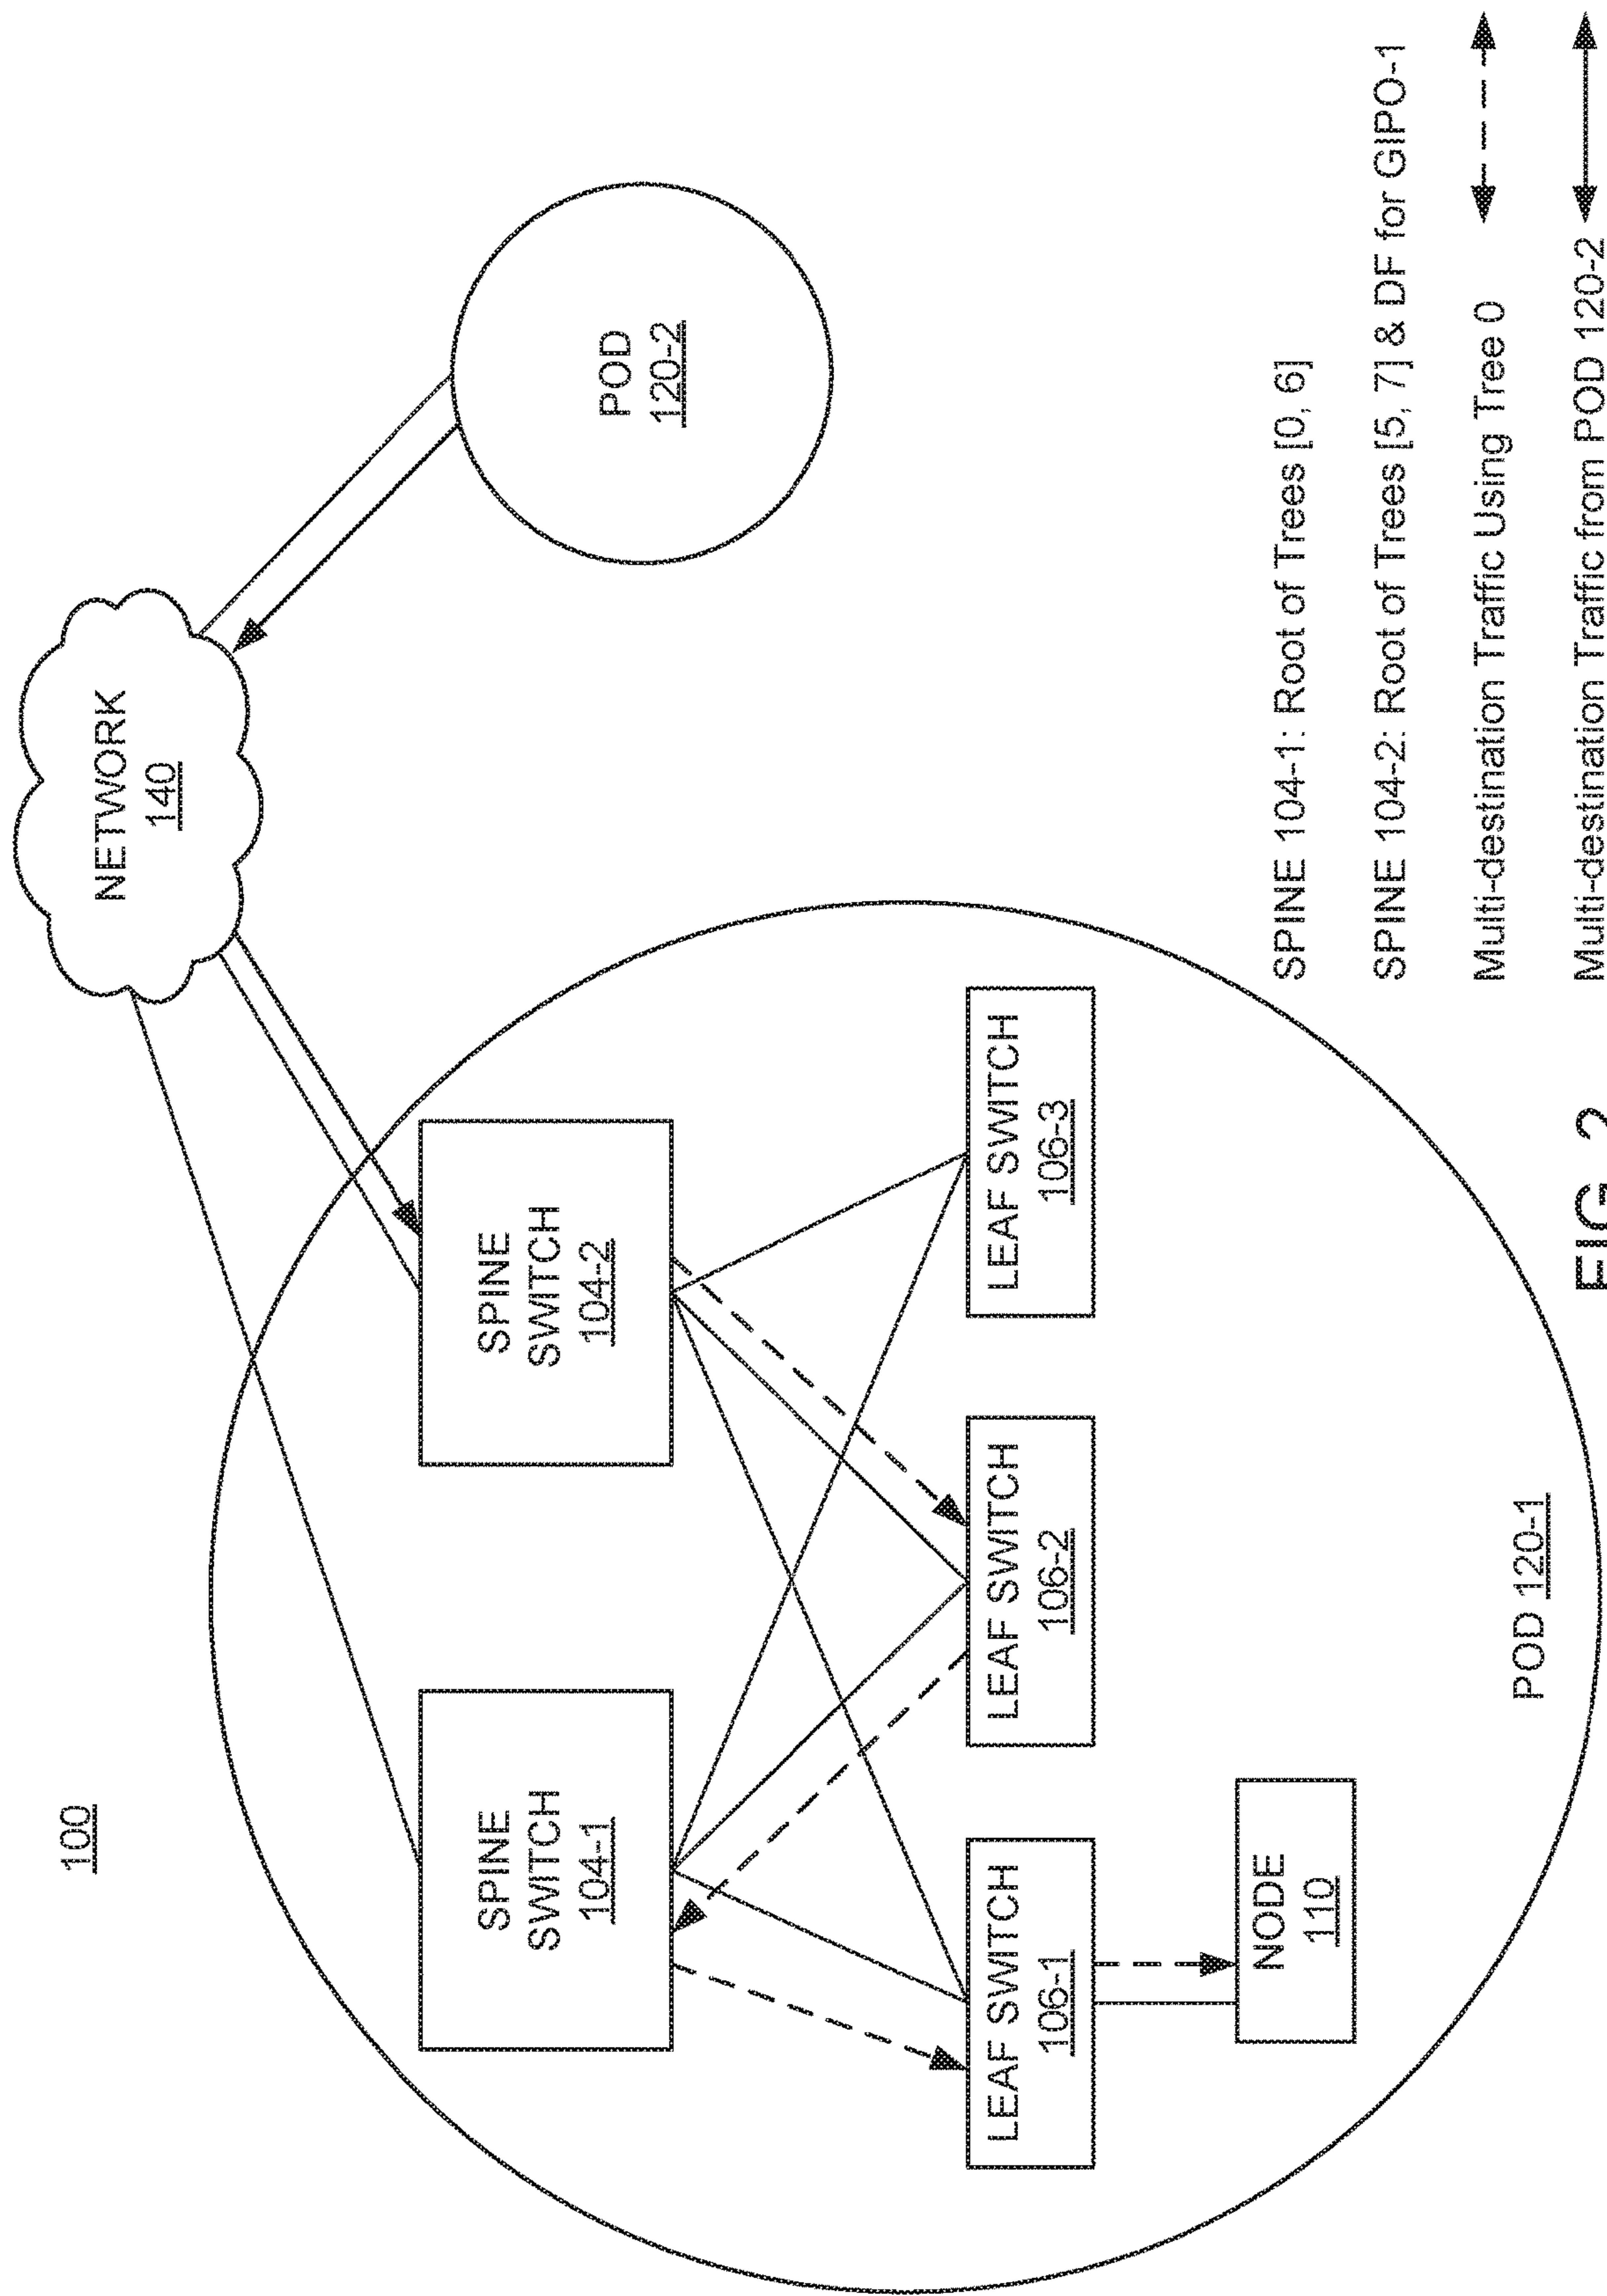 100
NETWORK
140
POD
120-2
SPINE
SWITCH
104-1
SPINE
SWITCH
104-2
LEAF SWITCH
106-1
LEAF SWITCH
106-2
LEAF SWITCH
106-3
NODE
110
POD 120-1
SPINE 104-1: Root of Trees [0, 6]
SPINE 104-2: Root of Trees [5, 7] & DF for GIPO-1
Multi-destination Traffic Using Tree 0
Multi-destination Traffic from POD 120-2
FIG. 2